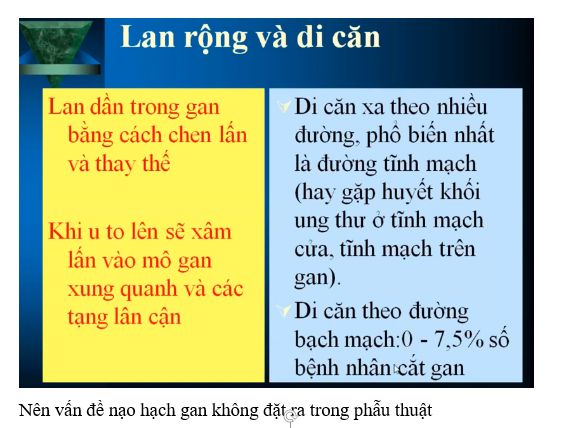 Lan rộng và di căn
Lan dần trong gan
bằng cách chen lấn
và thay thế
Khi u to lên sẽ xâm
lấn vào mô gan
xung quanh và các
tạng lân cận
Di căn xa theo nhiều
đường, phổ biến nhất
là đường tĩnh mạch
(hay gặp huyết khối
ung thư ở tĩnh mạch
cửa, tĩnh mạch trên
gan).
Di căn theo đường
bạch mạch:0 - 7,5% số
bệnh nhân cắt gan
Nên vấn đề nạo hạch gan không đặt ra trong phẫu thuật